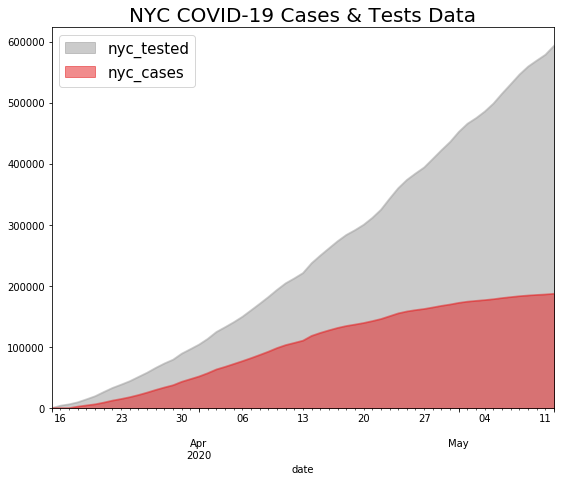 NYC COVID-19 Cases & Tests Data
nyc_tested
nyc_cases
600000
500000
400000
300000
200000
100000
0
16 23 30 06 13 20 27 04 11
Apr May
2020
date